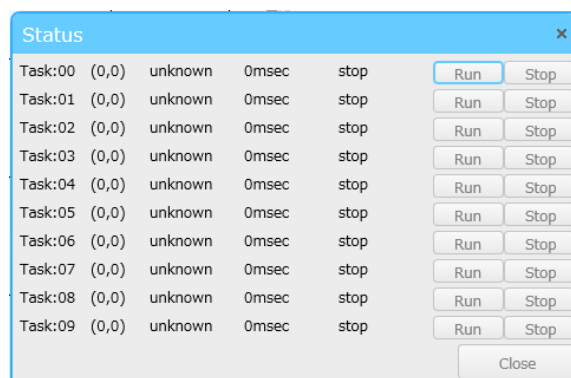 Status ×
Task:00 (0,0) unknown 0msec stop Run Stop
Task:01 (0,0) unknown 0msec stop Run Stop
Task:02 (0,0) unknown 0msec stop Run Stop
Task:03 (0,0) unknown 0msec stop Run Stop
Task:04 (0,0) unknown 0msec stop Run Stop
Task:05 (0,0) unknown 0msec stop Run Stop
Task:06 (0,0) unknown 0msec stop Run Stop
Task:07 (0,0) unknown 0msec stop Run Stop
Task:08 (0,0) unknown 0msec stop Run Stop
Task:09 (0,0) unknown 0msec stop Run Stop
Close